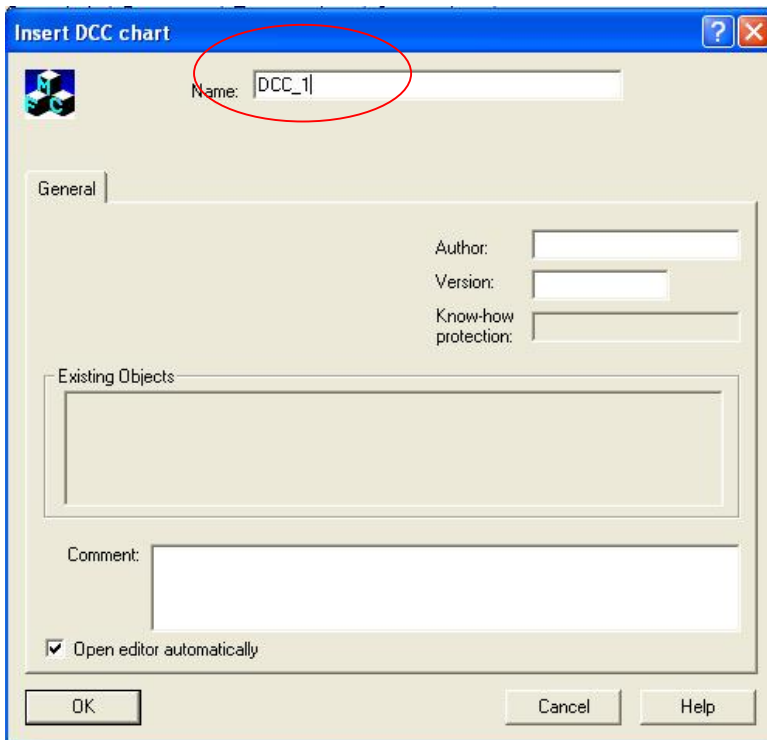 Insert DCC chart
Name: DCC_1
General
Author:
Version:
Know-how
protection:
Existing Objects
Comment:
Open editor automatically
OK Cancel Help